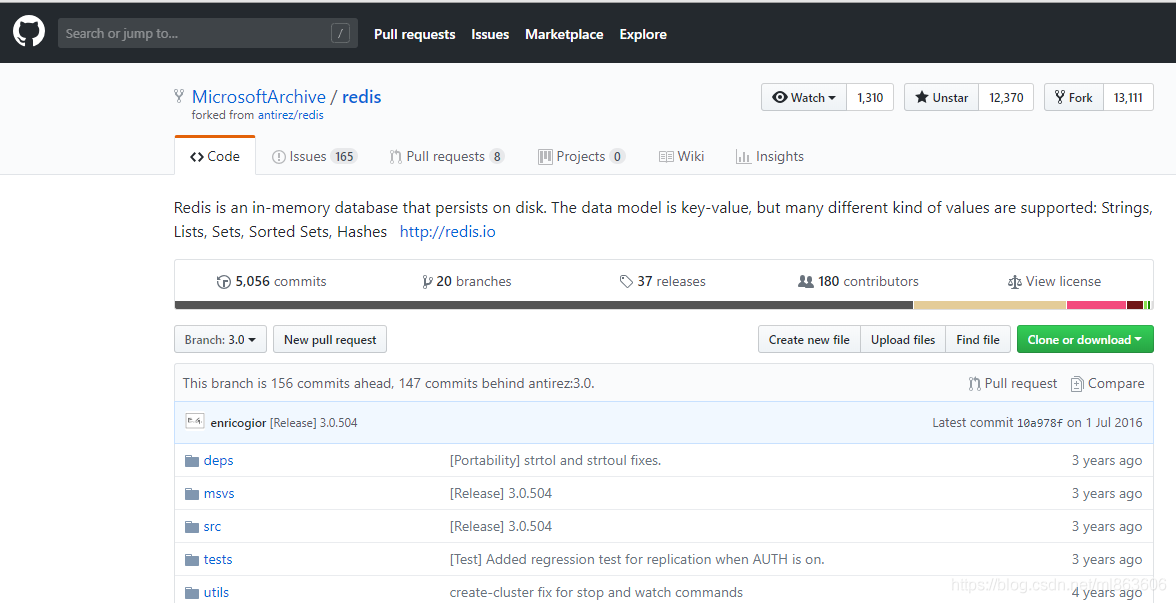 Search or jump to... / Pull requests Issues Marketplace Explore
MicrosoftArchive / redis Watch 1,310 Unstar 12,370 Fork 13,111
forked from antirez/redis
Code Issues 165 Pull requests 8 Projects 0 Wiki Insights
Redis is an in-memory database that persists on disk. The data model is key-value, but many different kind of values are supported: Strings,
Lists, Sets, Sorted Sets, Hashes http://redis.io
5,056 commits 20 branches 37 releases 180 contributors View license
Branch: 3.0 New pull request Create new file Upload files Find file Clone or download
This branch is 156 commits ahead, 147 commits behind antirez:3.0. Pull request Compare
enricogior [Release] 3.0.504 Latest commit 10a978f on 1 Jul 2016
deps [Portability] strtol and strtoul fixes. 3 years ago
msvs [Release] 3.0.504 3 years ago
src [Release] 3.0.504 3 years ago
tests [Test] Added regression test for replication when AUTH is on. 3 years ago
utils create-cluster fix for stop and watch commands 4 years ago
https://blog.csdn.net/ml863606